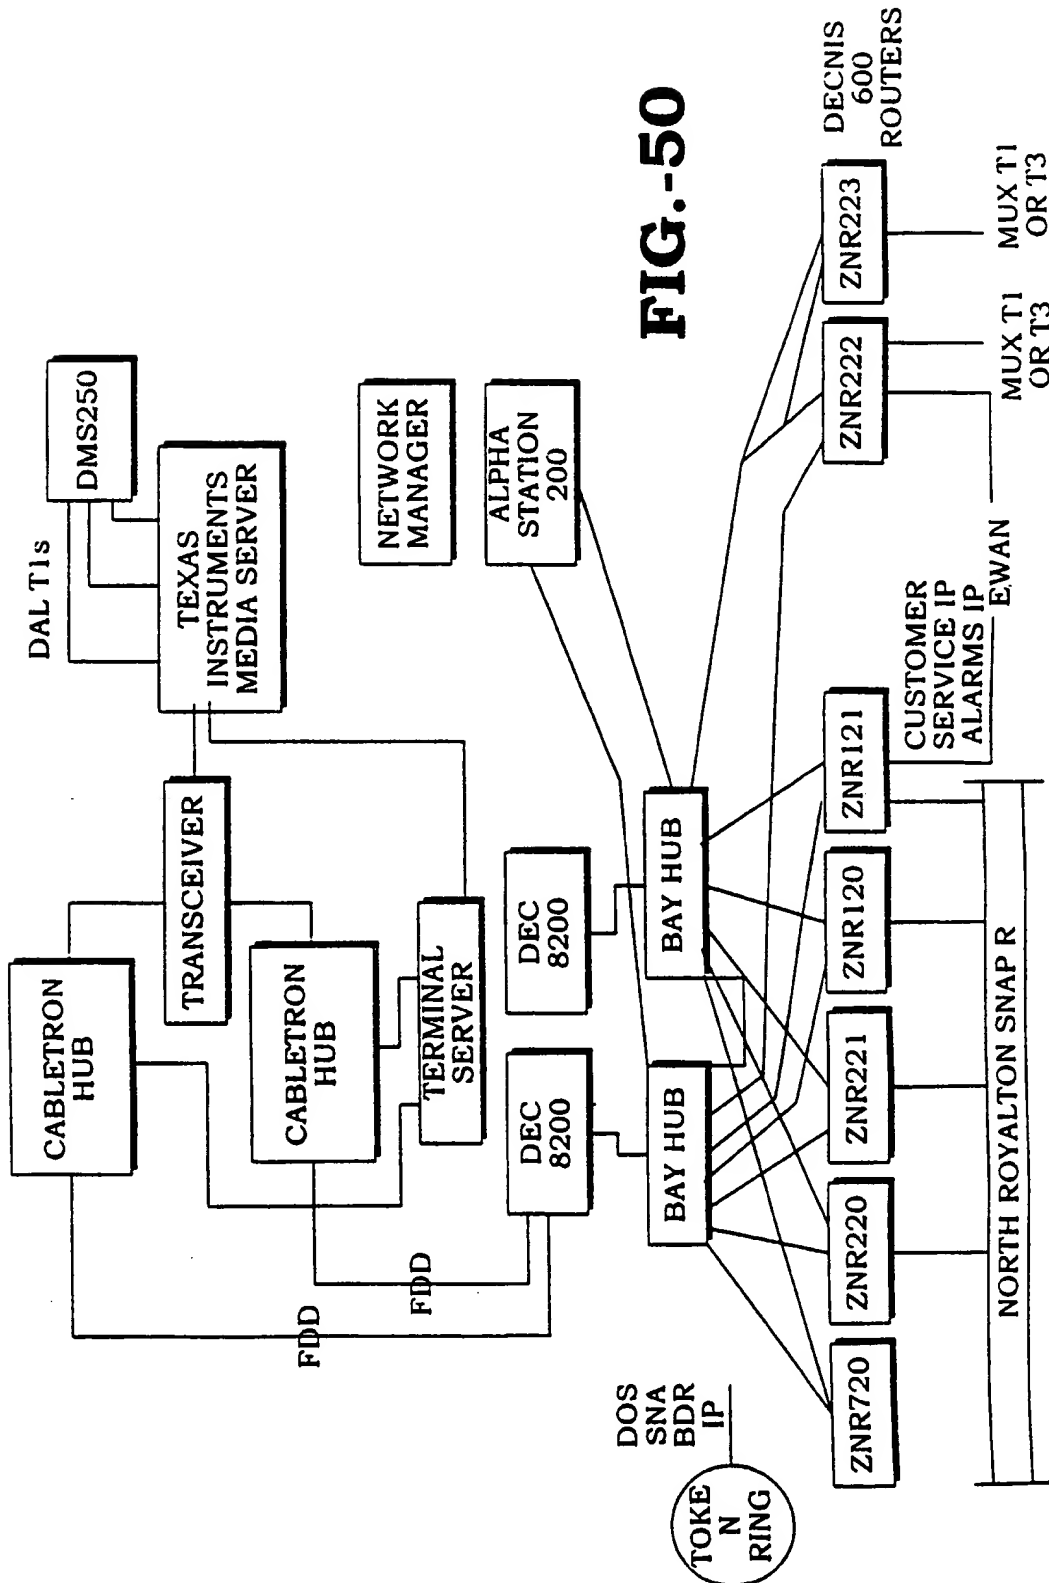 CABLETRON
HUB
TRANSCEIVER
DAL T1s
DMS250
TEXAS
INSTRUMENTS
MEDIA SERVER
CABLETRON
HUB
TERMINAL
SERVER
NETWORK
MANAGER
FDD
FDD
DEC
8200
DEC
8200
ALPHA
STATION
200
FIG.-50
DOS
SNA
BDR
IP
TOKE
N
RING
BAY HUB
BAY HUB
DECNIS
600
ROUTERS
ZNR720
ZNR220
ZNR221
ZNR120
ZNR121
ZNR222
ZNR223
CUSTOMER
SERVICE IP
ALARMS IP
EWAN
MUX T1
OR T3
MUX T1
OR T3
NORTH ROYALTON SNAP R